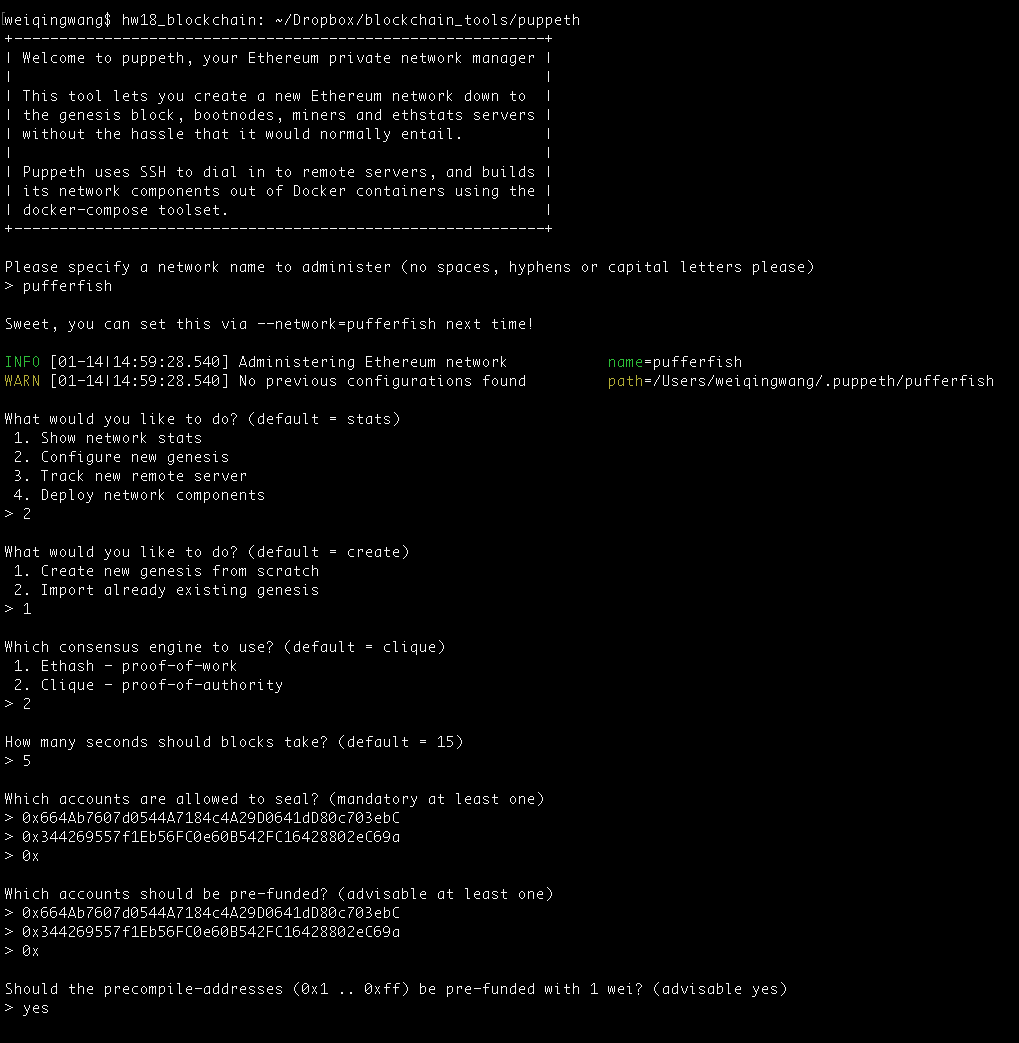 weiqingwang$ hw18_blockchain: ~/Dropbox/blockchain_tools/puppeth
+-----------------------------------------------------------+
| Welcome to puppeth, your Ethereum private network manager |
|                                                           |
| This tool lets you create a new Ethereum network down to  |
| the genesis block, bootnodes, miners and ethstats servers |
| without the hassle that it would normally entail.         |
|                                                           |
| Puppeth uses SSH to dial in to remote servers, and builds |
| its network components out of Docker containers using the |
| docker-compose toolset.                                   |
+-----------------------------------------------------------+

Please specify a network name to administer (no spaces, hyphens or capital letters please)
> pufferfish

Sweet, you can set this via --network=pufferfish next time!

INFO [01-14|14:59:28.540] Administering Ethereum network           name=pufferfish
WARN [01-14|14:59:28.540] No previous configurations found         path=/Users/weiqingwang/.puppeth/pufferfish

What would you like to do? (default = stats)
 1. Show network stats
 2. Configure new genesis
 3. Track new remote server
 4. Deploy network components
> 2

What would you like to do? (default = create)
 1. Create new genesis from scratch
 2. Import already existing genesis
> 1

Which consensus engine to use? (default = clique)
 1. Ethash - proof-of-work
 2. Clique - proof-of-authority
> 2

How many seconds should blocks take? (default = 15)
> 5

Which accounts are allowed to seal? (mandatory at least one)
> 0x664Ab7607d0544A7184c4A29D0641dD80c703ebC
> 0x344269557f1Eb56FC0e60B542FC16428802eC69a
> 0x

Which accounts should be pre-funded? (advisable at least one)
> 0x664Ab7607d0544A7184c4A29D0641dD80c703ebC
> 0x344269557f1Eb56FC0e60B542FC16428802eC69a
> 0x

Should the precompile-addresses (0x1 .. 0xff) be pre-funded with 1 wei? (advisable yes)
> yes